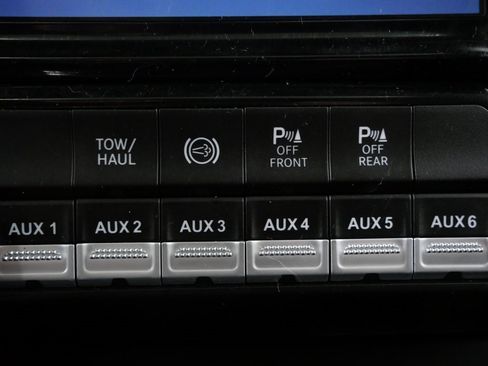 TOW/
HAUL
P
OFF
FRONT
P
OFF
REAR
AUX 1
AUX 2
AUX 3
AUX 4
AUX 5
AUX 6